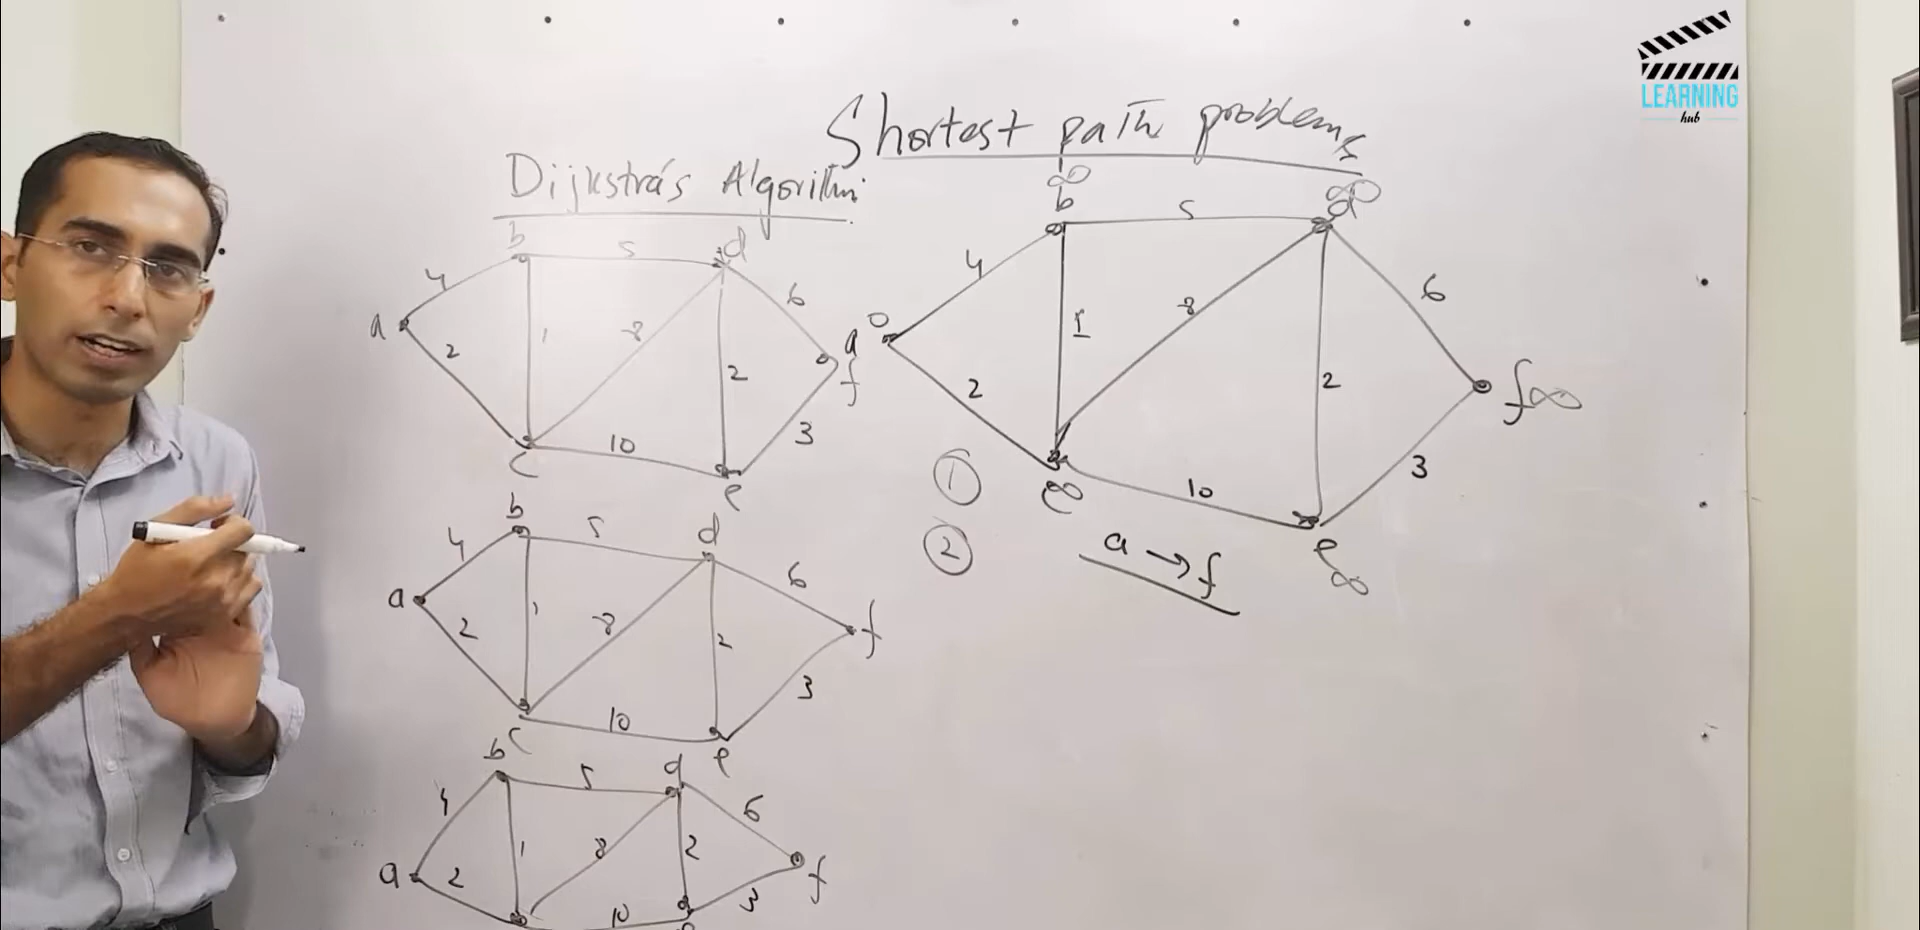 LEARNING
hub
Shortest path problems
Dijkstra's Algorithm
b 5 d
4 6
a 2 1 8 2 f
3
c 10 e
∞ ∞
b 5 d
4 6
0 a 1 8
2 2 f ∞
3
∞ 10
e ∞
①
②
a → f
b 5 d
4 6
a 2 1 8 2 f
3
c 10 e
b 5 d
4 6
a 2 1 8 2 f
3
10